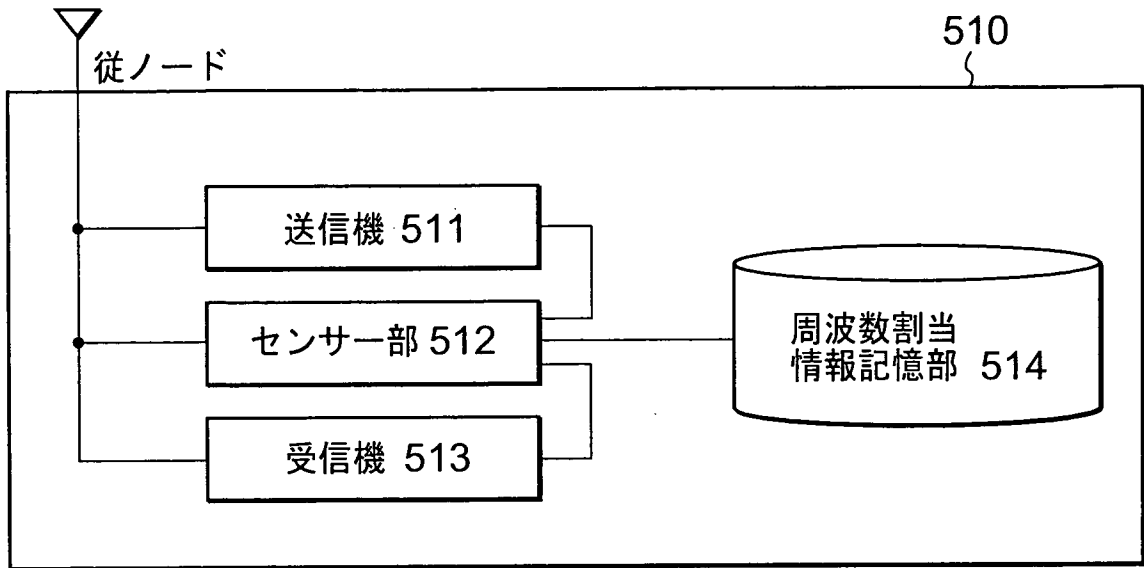 510
従ノード
送信機 511
センサー部 512
受信機 513
周波数割当
情報記憶部 514